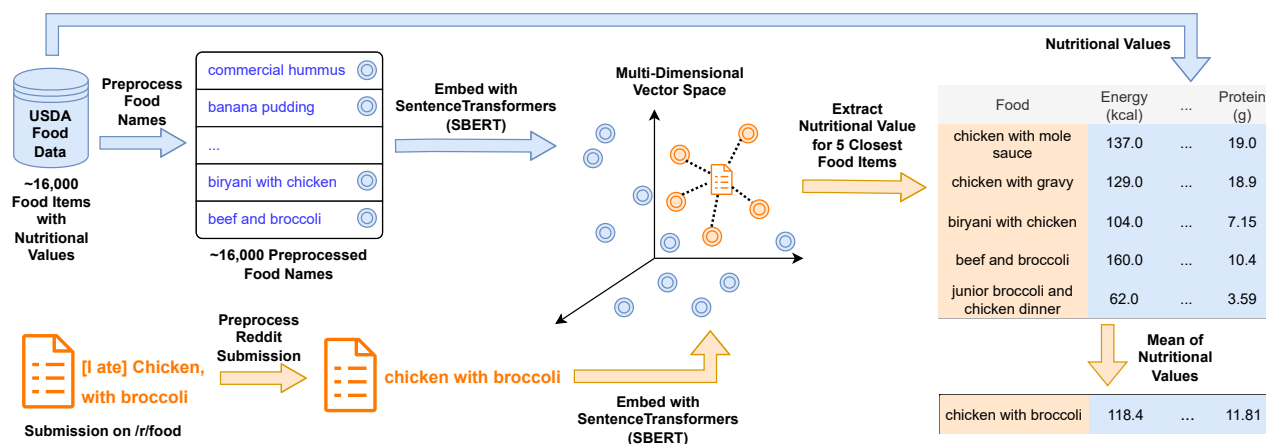 Nutritional Values
USDA
Food
Data
~16,000
Food Items
with
Nutritional
Values
Preprocess
Food
Names
commercial hummus
banana pudding
...
biryani with chicken
beef and broccoli
~16,000 Preprocessed
Food Names
Embed with
SentenceTransformers
(SBERT)
Multi-Dimensional
Vector Space
Extract
Nutritional Value
for 5 Closest
Food Items
Food Energy (kcal) ... Protein (g)
chicken with mole sauce 137.0 ... 19.0
chicken with gravy 129.0 ... 18.9
biryani with chicken 104.0 ... 7.15
beef and broccoli 160.0 ... 10.4
junior broccoli and chicken dinner 62.0 ... 3.59
Mean of
Nutritional
Values
chicken with broccoli 118.4 ... 11.81
[I ate] Chicken,
with broccoli
Submission on /r/food
Preprocess
Reddit
Submission
chicken with broccoli
Embed with
SentenceTransformers
(SBERT)